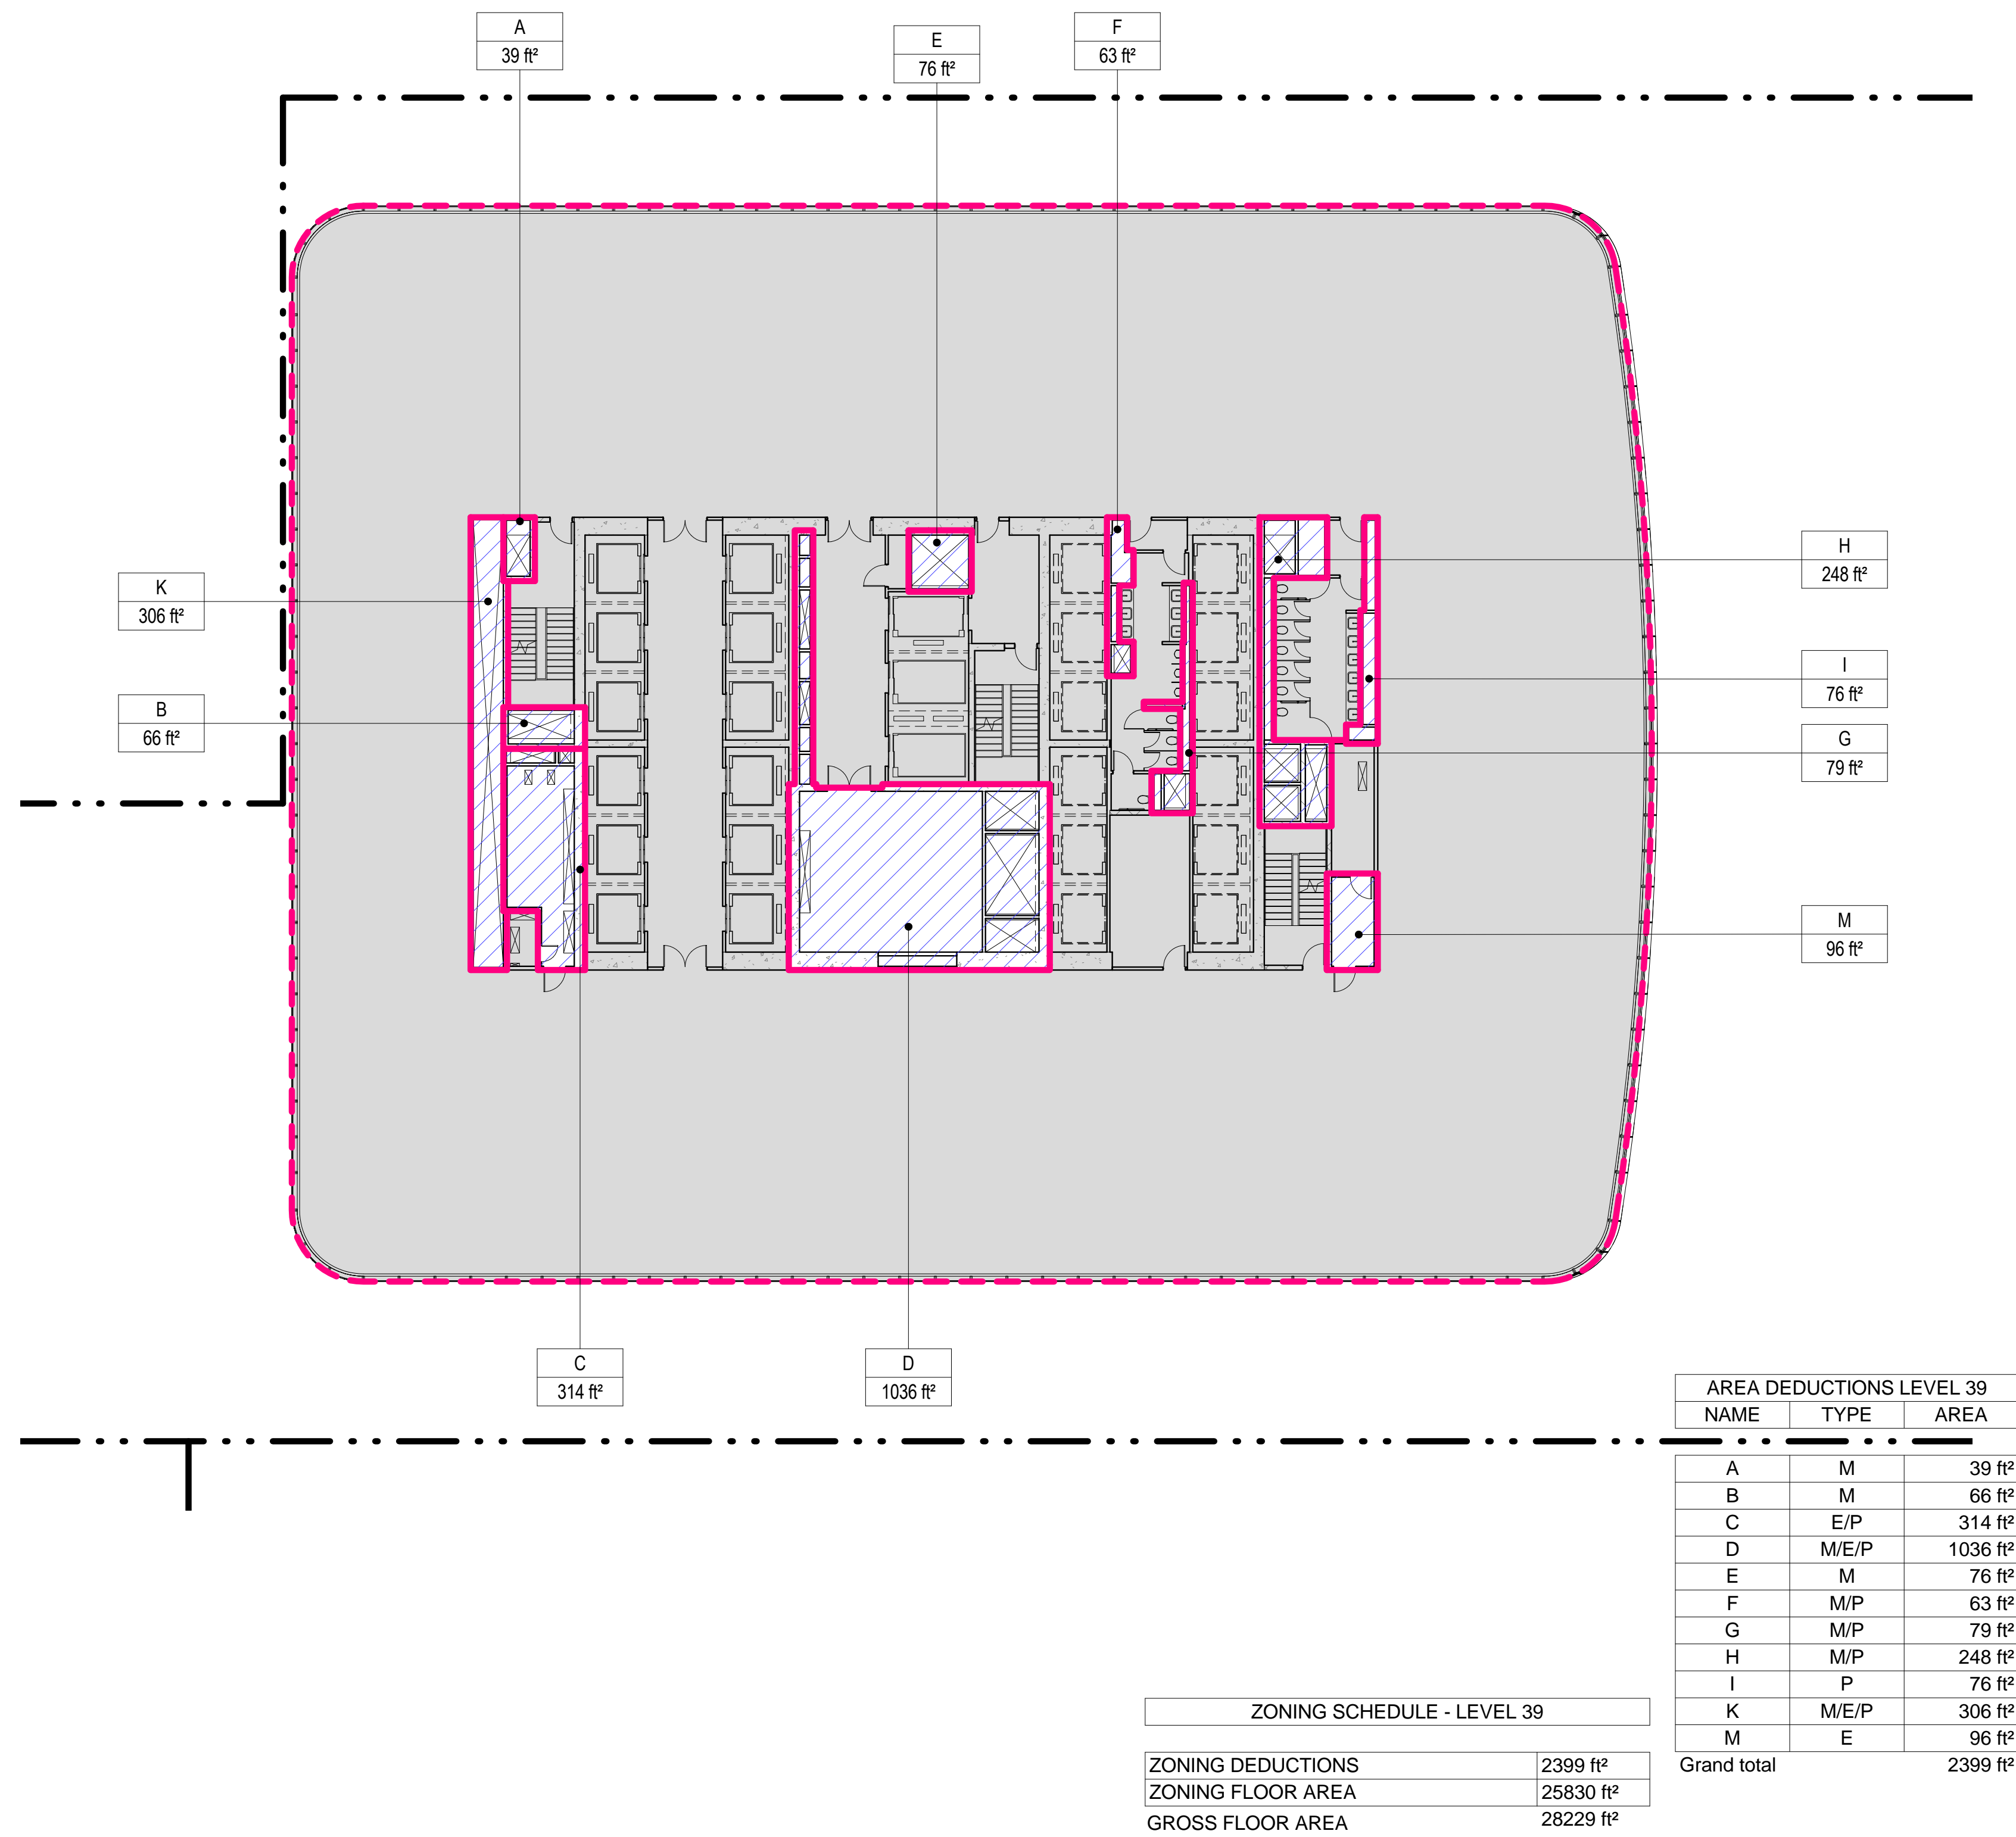 A
39 ft²
E
76 ft²
F
63 ft²
H
248 ft²
K
306 ft²
I
76 ft²
B
66 ft²
G
79 ft²
M
96 ft²
C
314 ft²
D
1036 ft²
AREA DEDUCTIONS LEVEL 39
NAME TYPE AREA
A M 39 ft²
B M 66 ft²
C E/P 314 ft²
D M/E/P 1036 ft²
E M 76 ft²
F M/P 63 ft²
G M/P 79 ft²
H M/P 248 ft²
I P 76 ft²
K M/E/P 306 ft²
M E 96 ft²
Grand total 2399 ft²
ZONING SCHEDULE - LEVEL 39
ZONING DEDUCTIONS 2399 ft²
ZONING FLOOR AREA 25830 ft²
GROSS FLOOR AREA 28229 ft²